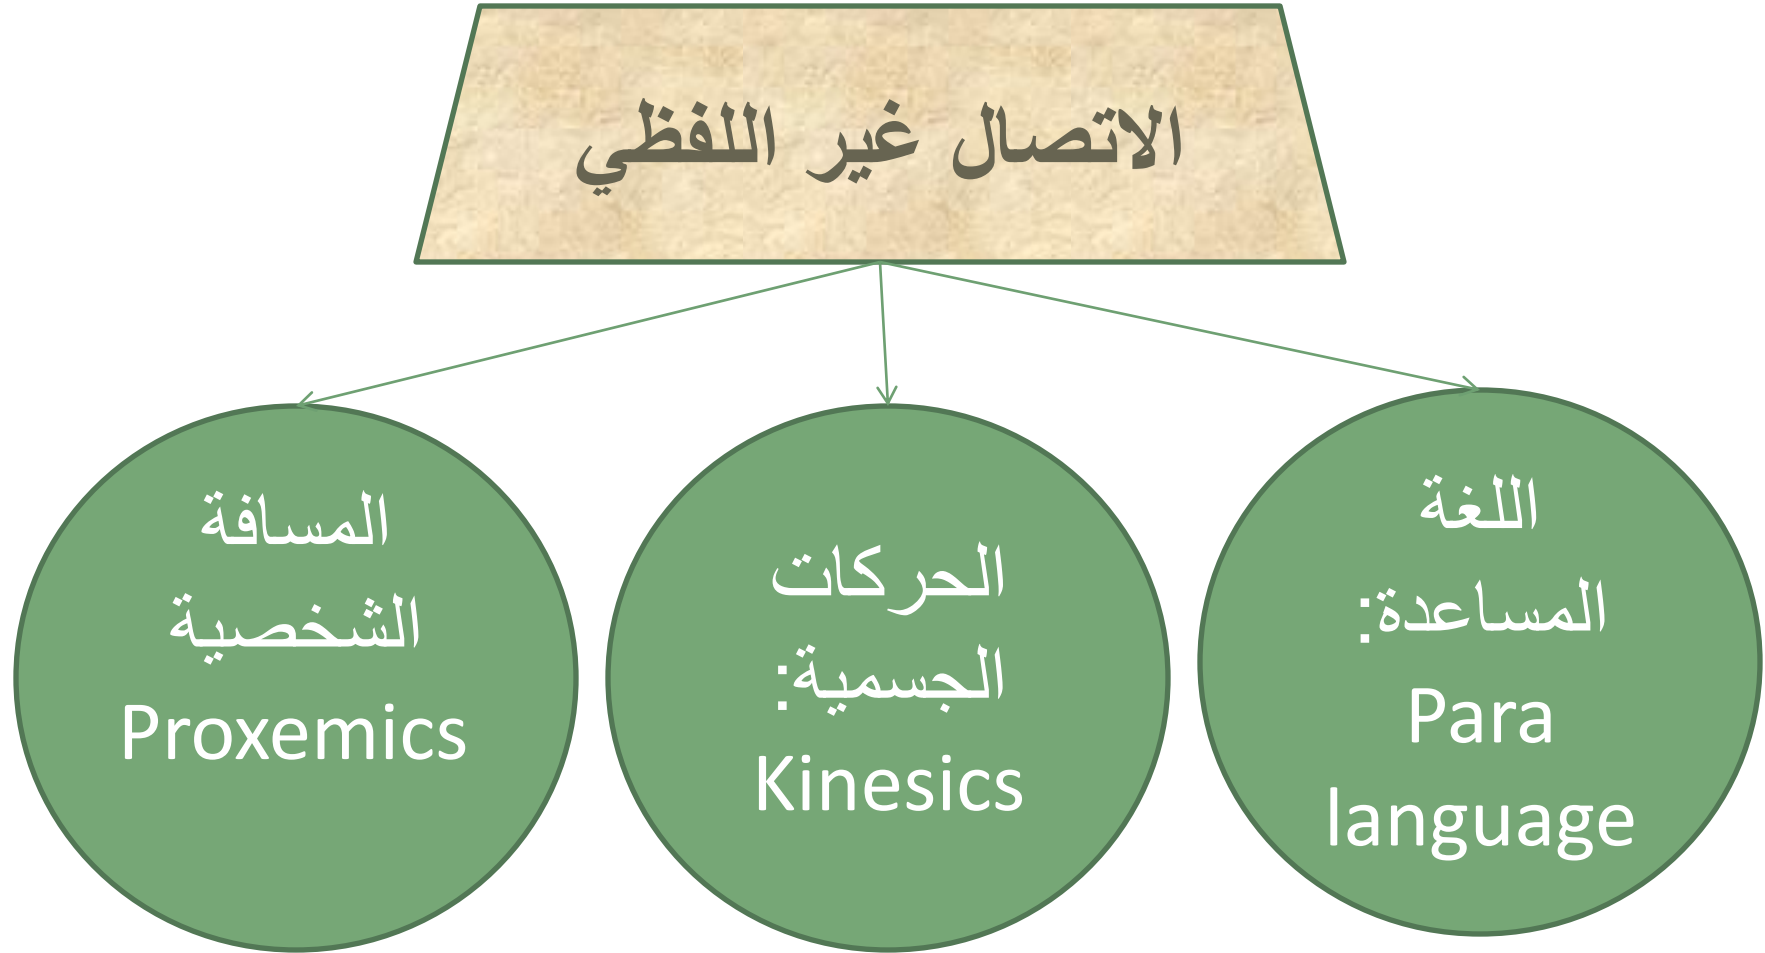 الاتصال غير اللفظي
اللغة
المساعدة:
Para
language
الحركات
الجسمية:
Kinesics
المسافة
الشخصية
Proxemics